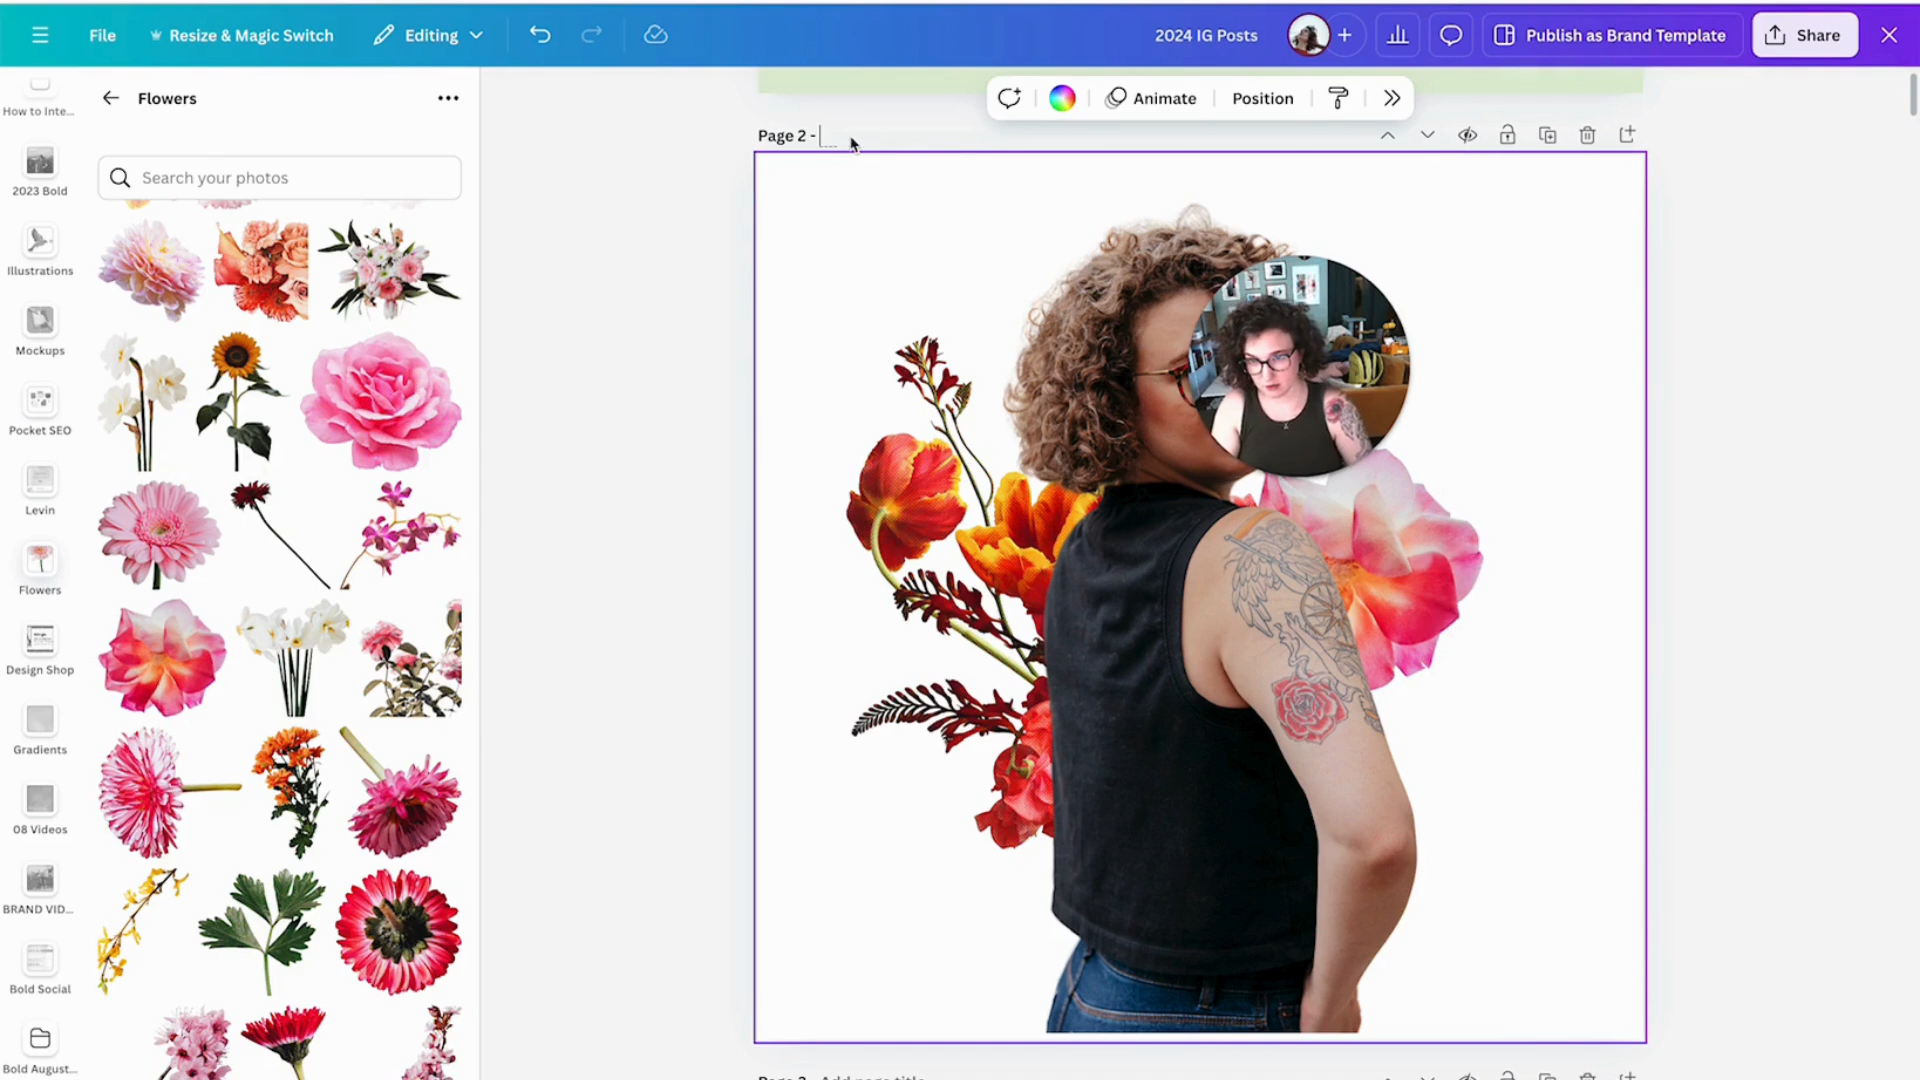 File
Resize & Magic Switch
Editing
2024 IG Posts
Publish as Brand Template
Share
How to Inte...
Flowers
Animate
Position
Page 2 -
Search your photos
2023 Bold
Illustrations
Mockups
Pocket SEO
Levin
Flowers
Design Shop
Gradients
08 Videos
BRAND VID...
Bold Social
Bold August...